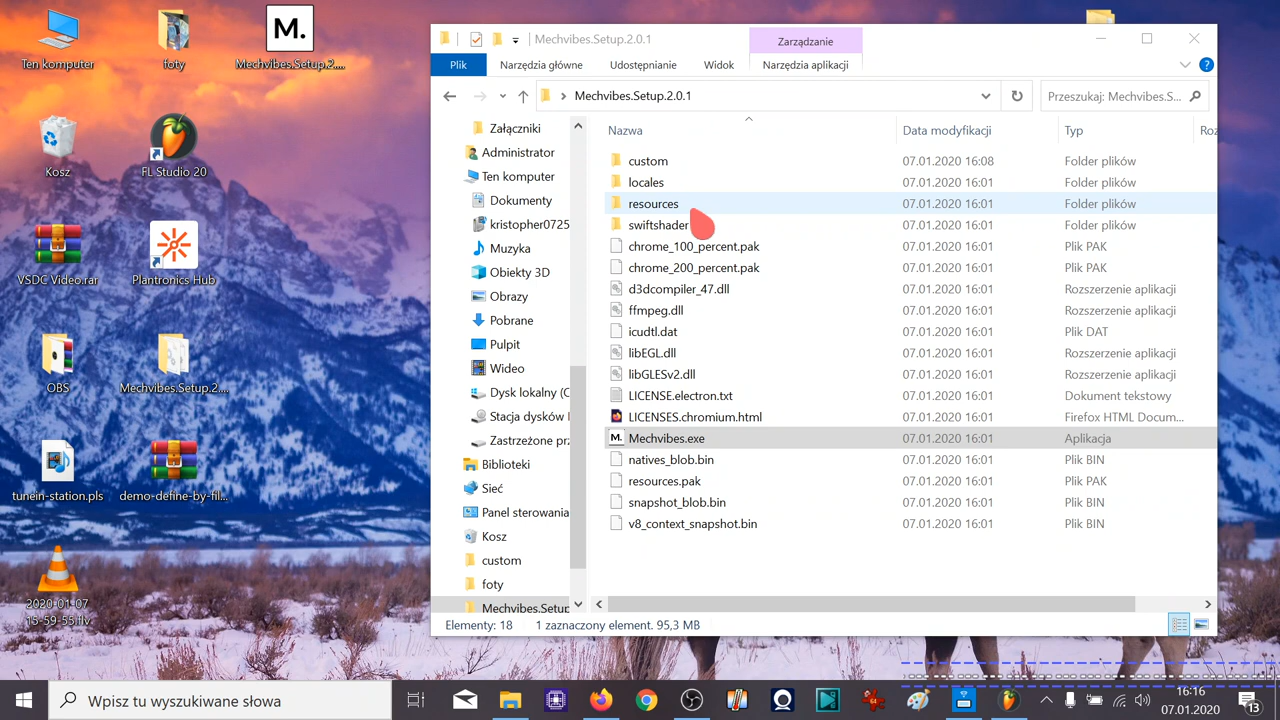 Ten komputer
foty
M.
Mechvibes.Setup.2....
Kosz
FL Studio 20
VSDC Video.rar
Plantronics Hub
OBS
Mechvibes.Setup.2....
tunein-station.pls
demo-define-by-fil...
2020-01-07
15-59-55.flv
Mechvibes.Setup.2.0.1
Zarządzanie
Plik
Narzędzia główne
Udostępnianie
Widok
Narzędzia aplikacji
Mechvibes.Setup.2.0.1
Przeszukaj: Mechvibes.S...
Załączniki
Administrator
Ten komputer
Dokumenty
kristopher0725
Muzyka
Obiekty 3D
Obrazy
Pobrane
Pulpit
Wideo
Dysk lokalny (C
Stacja dysków
Zastrzeżone prz
Biblioteki
Sieć
Panel sterowania
Kosz
custom
foty
Mechvibes.Setup
Nazwa Data modyfikacji Typ Roz
custom 07.01.2020 16:08 Folder plików
locales 07.01.2020 16:01 Folder plików
resources 07.01.2020 16:01 Folder plików
swiftshader 07.01.2020 16:01 Folder plików
chrome_100_percent.pak 07.01.2020 16:01 Plik PAK
chrome_200_percent.pak 07.01.2020 16:01 Plik PAK
d3dcompiler_47.dll 07.01.2020 16:01 Rozszerzenie aplikacji
ffmpeg.dll 07.01.2020 16:01 Rozszerzenie aplikacji
icudtl.dat 07.01.2020 16:01 Plik DAT
libEGL.dll 07.01.2020 16:01 Rozszerzenie aplikacji
libGLESv2.dll 07.01.2020 16:01 Rozszerzenie aplikacji
LICENSE.electron.txt 07.01.2020 16:01 Dokument tekstowy
LICENSES.chromium.html 07.01.2020 16:01 Firefox HTML Docum...
M. Mechvibes.exe 07.01.2020 16:01 Aplikacja
natives_blob.bin 07.01.2020 16:01 Plik BIN
resources.pak 07.01.2020 16:01 Plik PAK
snapshot_blob.bin 07.01.2020 16:01 Plik BIN
v8_context_snapshot.bin 07.01.2020 16:01 Plik BIN
Elementy: 18 1 zaznaczony element. 95,3 MB
Wpisz tu wyszukiwane słowa
16:16
07.01.2020
13